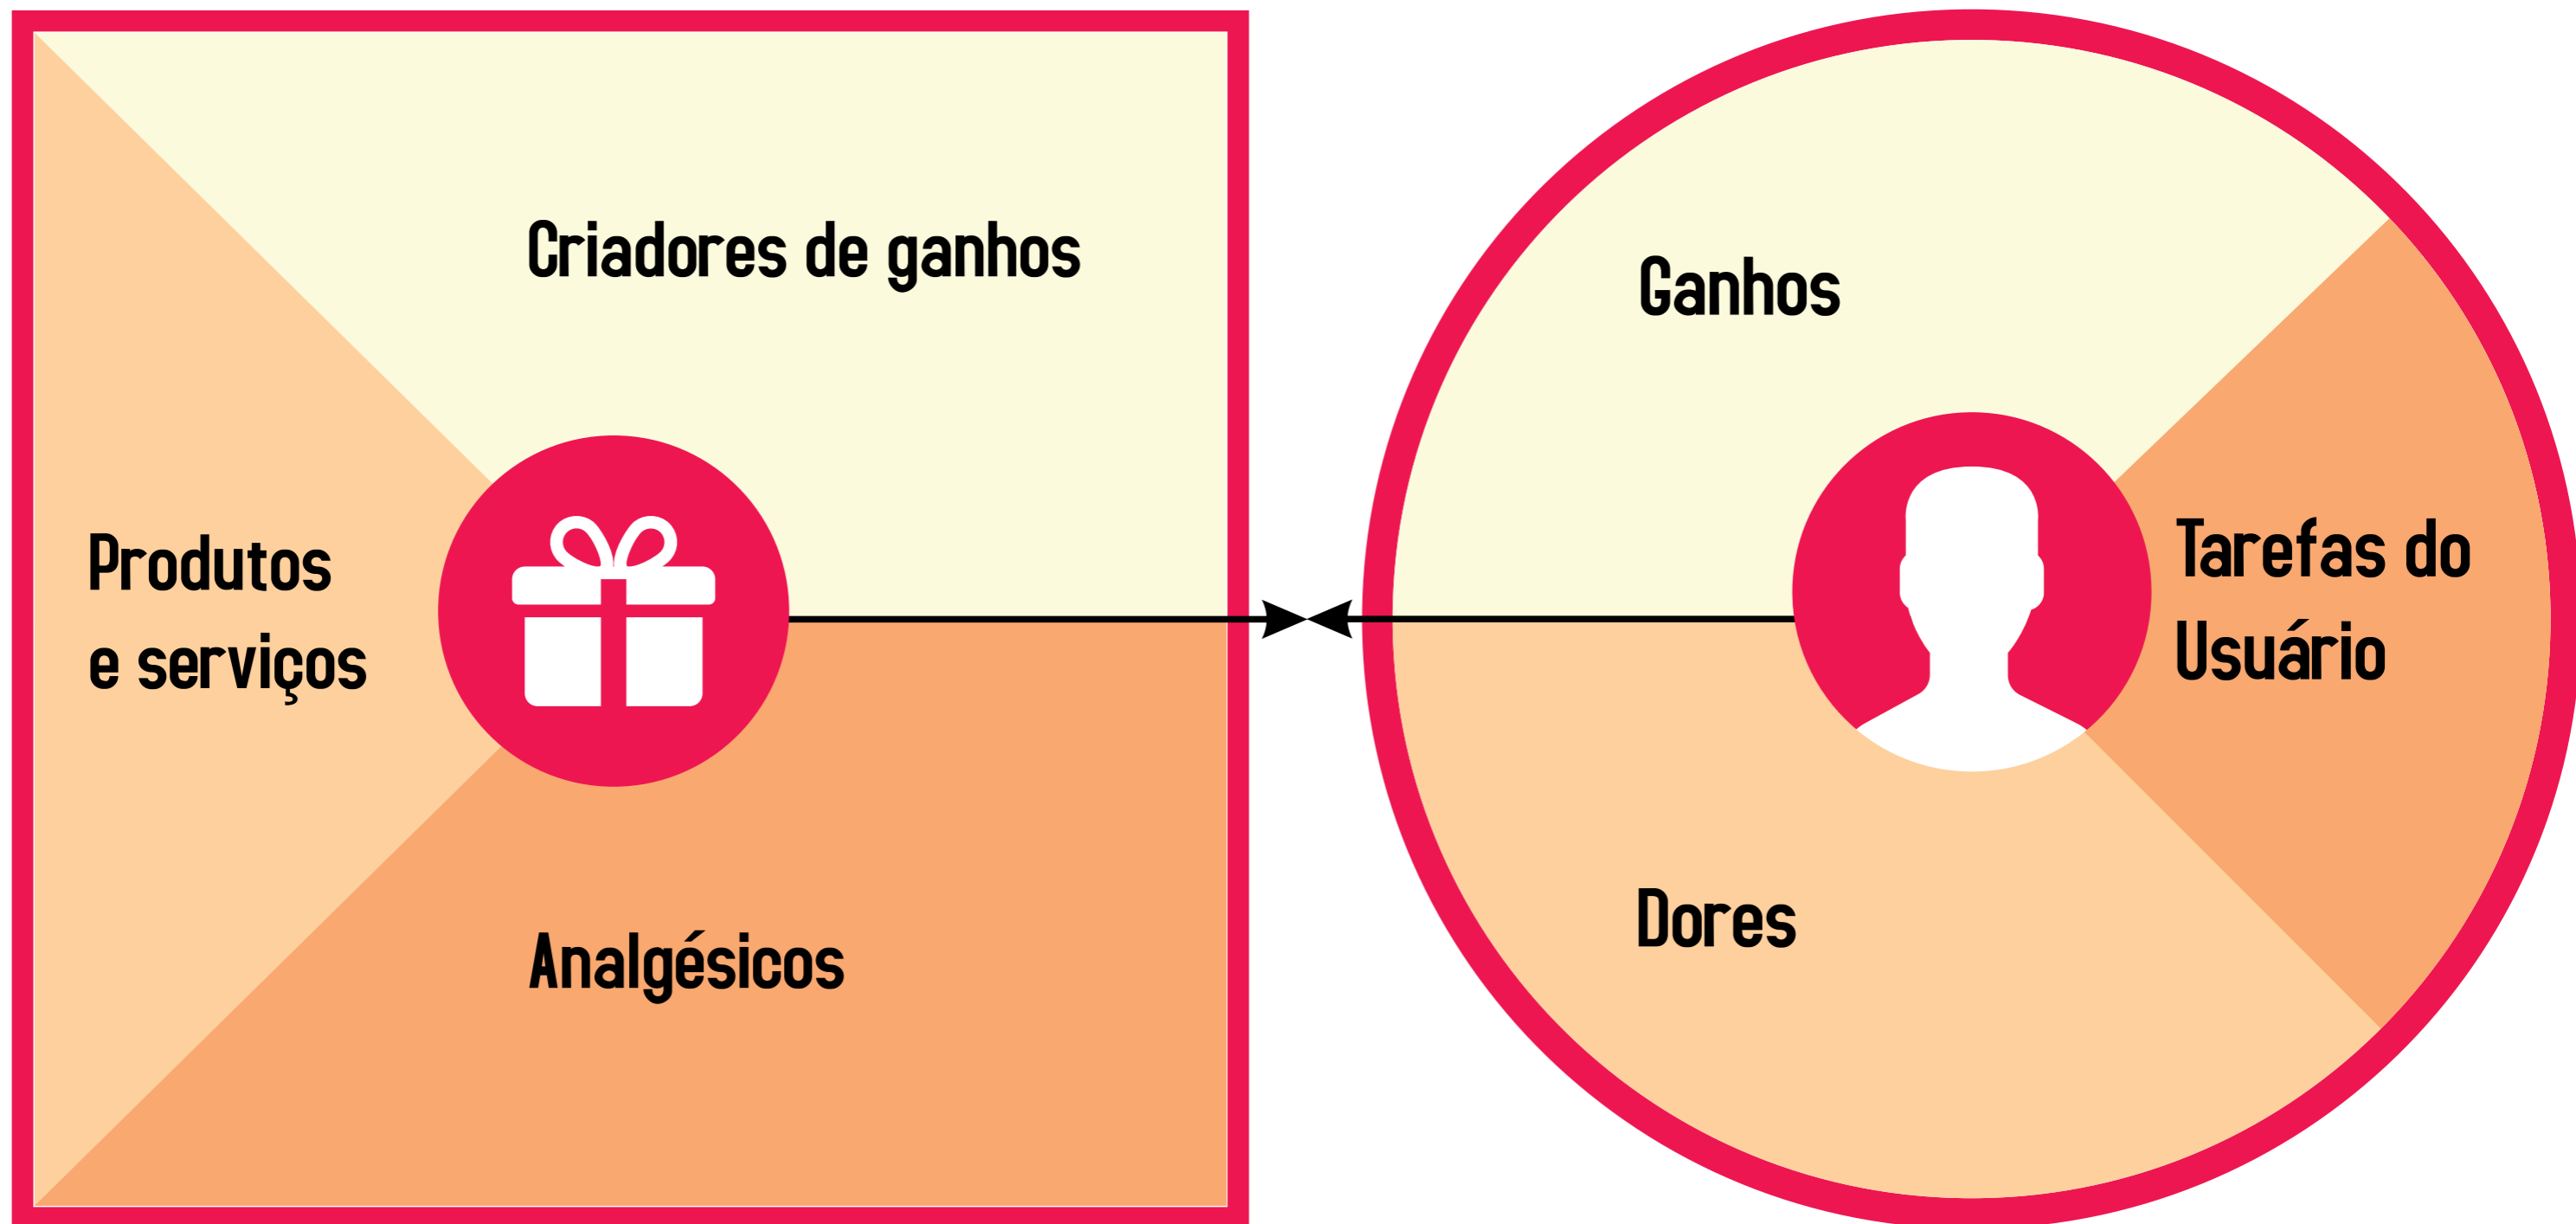 Criadores de ganhos
Produtos
e serviços
Analgésicos
Ganhos
Tarefas do
Usuário
Dores